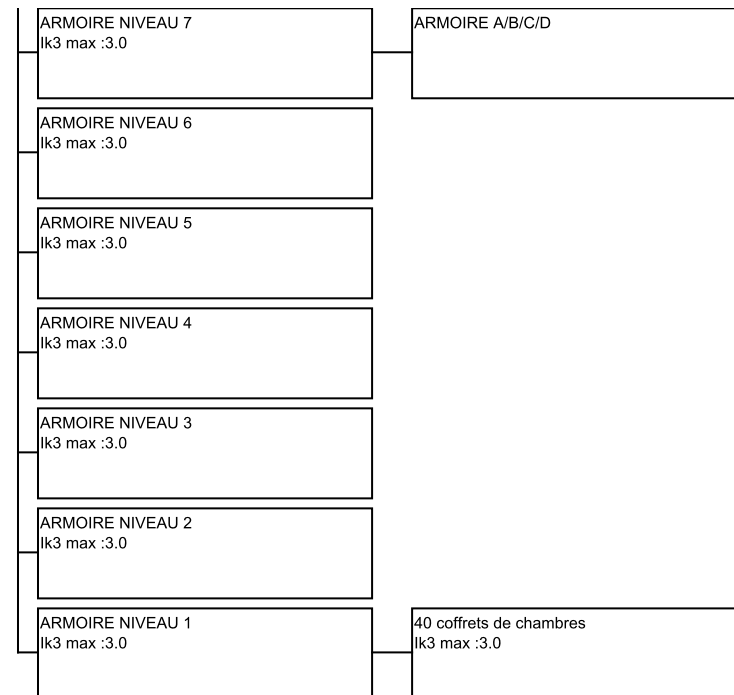 ARMOIRE NIVEAU 7
Ik3 max :3.0
ARMOIRE A/B/C/D
ARMOIRE NIVEAU 6
Ik3 max :3.0
ARMOIRE NIVEAU 5
Ik3 max :3.0
ARMOIRE NIVEAU 4
Ik3 max :3.0
ARMOIRE NIVEAU 3
Ik3 max :3.0
ARMOIRE NIVEAU 2
Ik3 max :3.0
ARMOIRE NIVEAU 1
Ik3 max :3.0
40 coffrets de chambres
Ik3 max :3.0